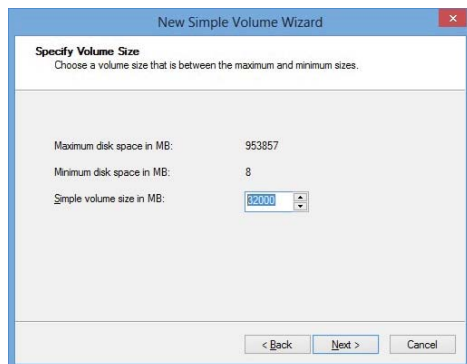 New Simple Volume Wizard
Specify Volume Size
Choose a volume size that is between the maximum and minimum sizes.
Maximum disk space in MB: 953857
Minimum disk space in MB: 8
Simple volume size in MB: 32000
< Back Next > Cancel